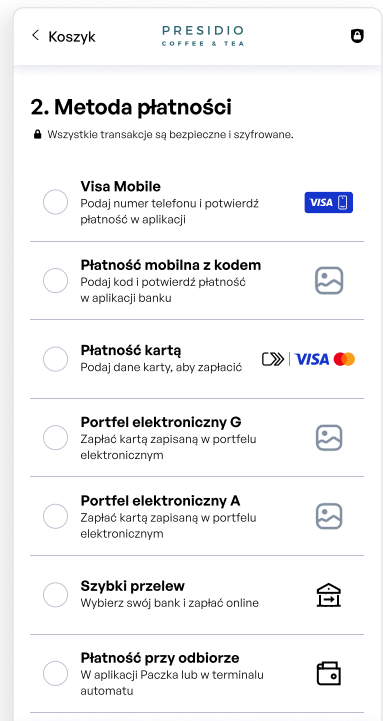 Koszyk
PRESIDIO
COFFEE & TEA
2. Metoda płatności
Wszystkie transakcje są bezpieczne i szyfrowane.
Visa Mobile
Podaj numer telefonu i potwierdź
płatność w aplikacji
VISA
Płatność mobilna z kodem
Podaj kod i potwierdź płatność
w aplikacji banku
Płatność kartą
Podaj dane karty, aby zapłacić
VISA
Portfel elektroniczny G
Zapłać kartą zapisaną w portfelu
elektronicznym
Portfel elektroniczny A
Zapłać kartą zapisaną w portfelu
elektronicznym
Szybki przelew
Wybierz swój bank i zapłać online
Płatność przy odbiorze
W aplikacji Paczka lub w terminalu
automatu